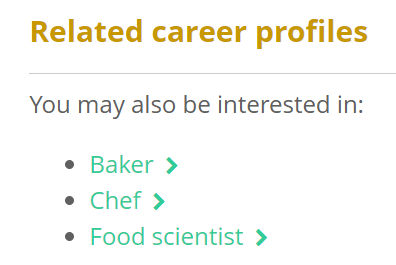 Related career profiles
You may also be interested in:
Baker
Chef
Food scientist